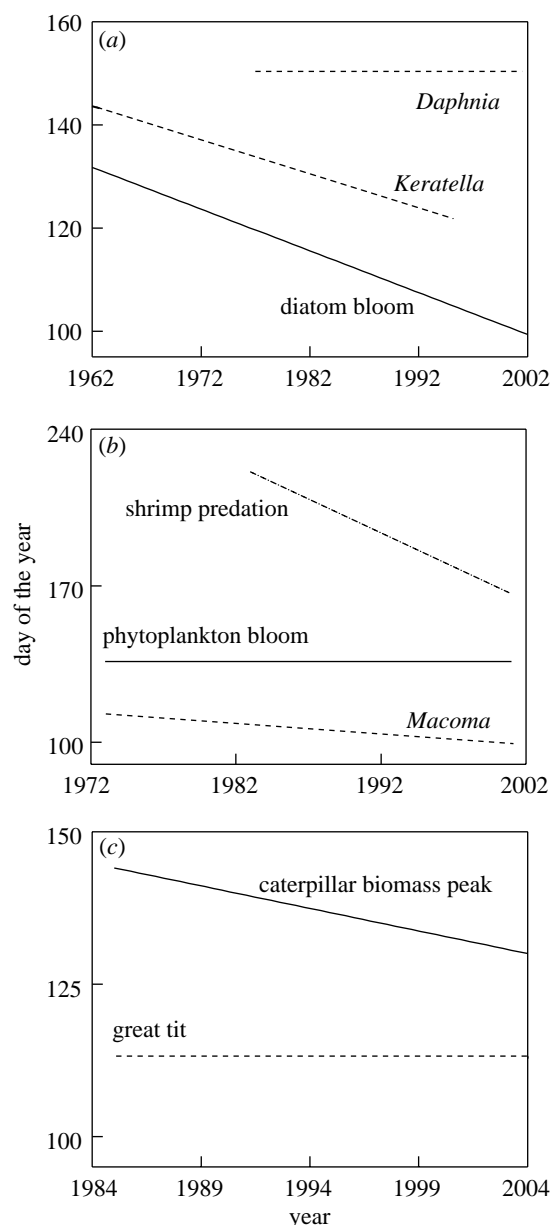 160
(a)
Daphnia
140
Keratella
120
diatom bloom
100
1962 1972 1982 1992 2002
240
(b)
shrimp predation
170
phytoplankton bloom
Macoma
100
1972 1982 1992 2002
day of the year
150
(c)
caterpillar biomass peak
125
great tit
100
1984 1989 1994 1999 2004
year